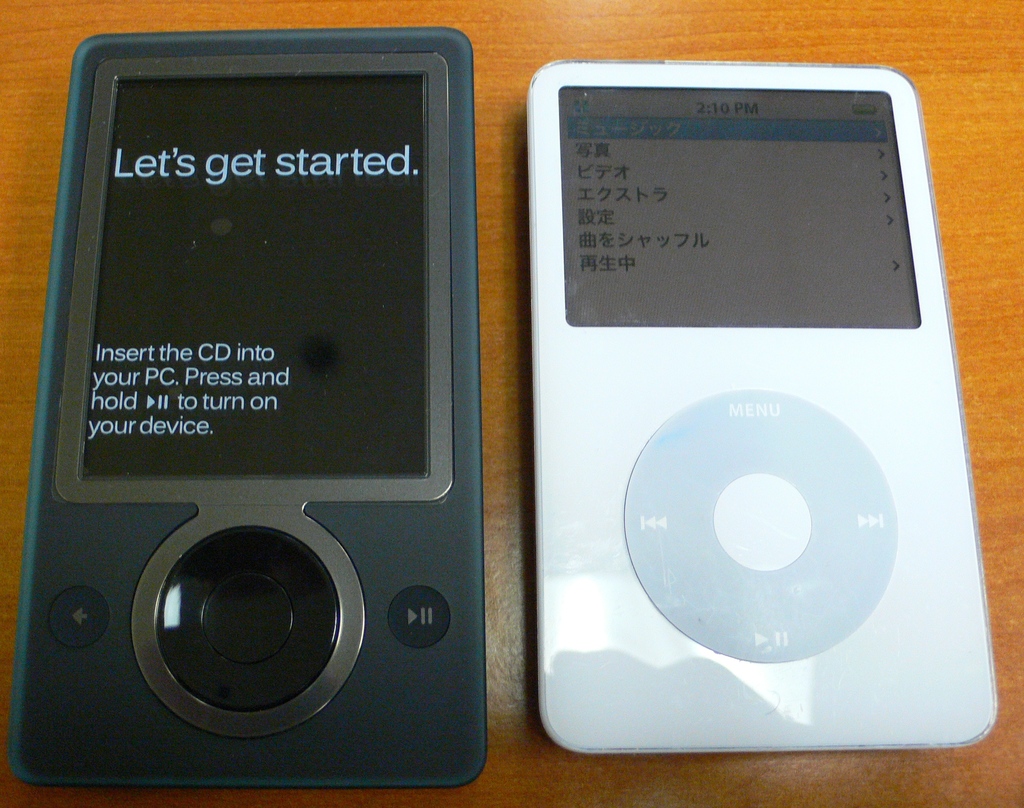 Let's get started.
Insert the CD into
your PC. Press and
hold ▶II to turn on
your device.
2:10 PM
ミュージック
写真
ビデオ
エクストラ
設定
曲をシャッフル
再生中
MENU